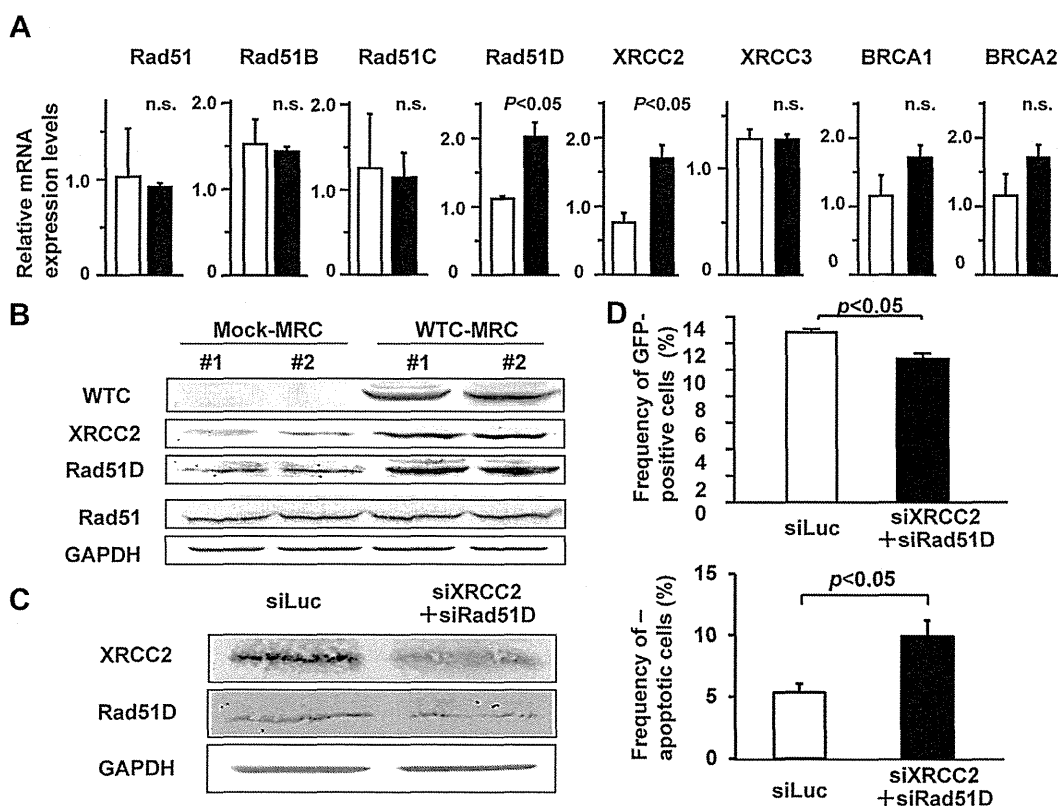 A
Rad51 Rad51B Rad51C Rad51D XRCC2 XRCC3 BRCA1 BRCA2
n.s. n.s. n.s. P<0.05 P<0.05 n.s. n.s. n.s.
Relative mRNA
expression levels
1.0
0
2.0
1.0
0
2.0
1.0
0
2.0
1.0
0
2.0
1.0
0
1.0
0
2.0
1.0
0
2.0
1.0
0
B
Mock-MRC WTC-MRC
#1 #2 #1 #2
WTC
XRCC2
Rad51D
Rad51
GAPDH
C
siLuc siXRCC2
+siRad51D
XRCC2
Rad51D
GAPDH
D
p<0.05
Frequency of GFP-
positive cells (%)
14
12
10
8
6
4
2
0
siLuc siXRCC2
+siRad51D
p<0.05
Frequency of –
apoptotic cells (%)
15
10
5
0
siLuc siXRCC2
+siRad51D